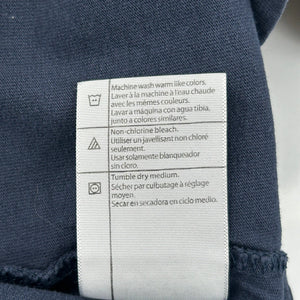 Machine wash warm like colors.
Laver à la machine à l'eau chaude
avec les mêmes couleurs.
Lavar a máquina con agua tibia,
junto a colores similares.
Non-chlorine bleach.
Utiliser un javellisant non chloré
seulement.
Usar solamente blanqueador
sin cloro.
Tumble dry medium.
Sécher par culbutage à réglage
moyen.
Secar en secadora en ciclo medio.